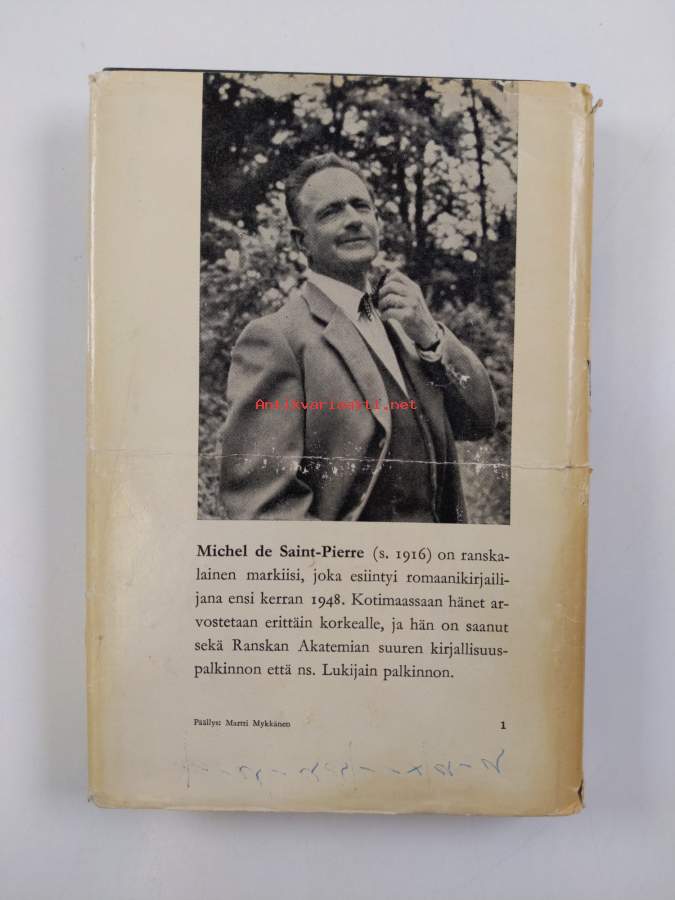 Antikvariaatti.net
Michel de Saint-Pierre (s. 1916) on ranska-
lainen markiisi, joka esiintyi romaanikirjaili-
jana ensi kerran 1948. Kotimaassaan hänet ar-
vostetaan erittäin korkealle, ja hän on saanut
sekä Ranskan Akatemian suuren kirjallisuus-
palkinnon että ns. Lukijain palkinnon.
Päällys: Martti Mykkänen 1